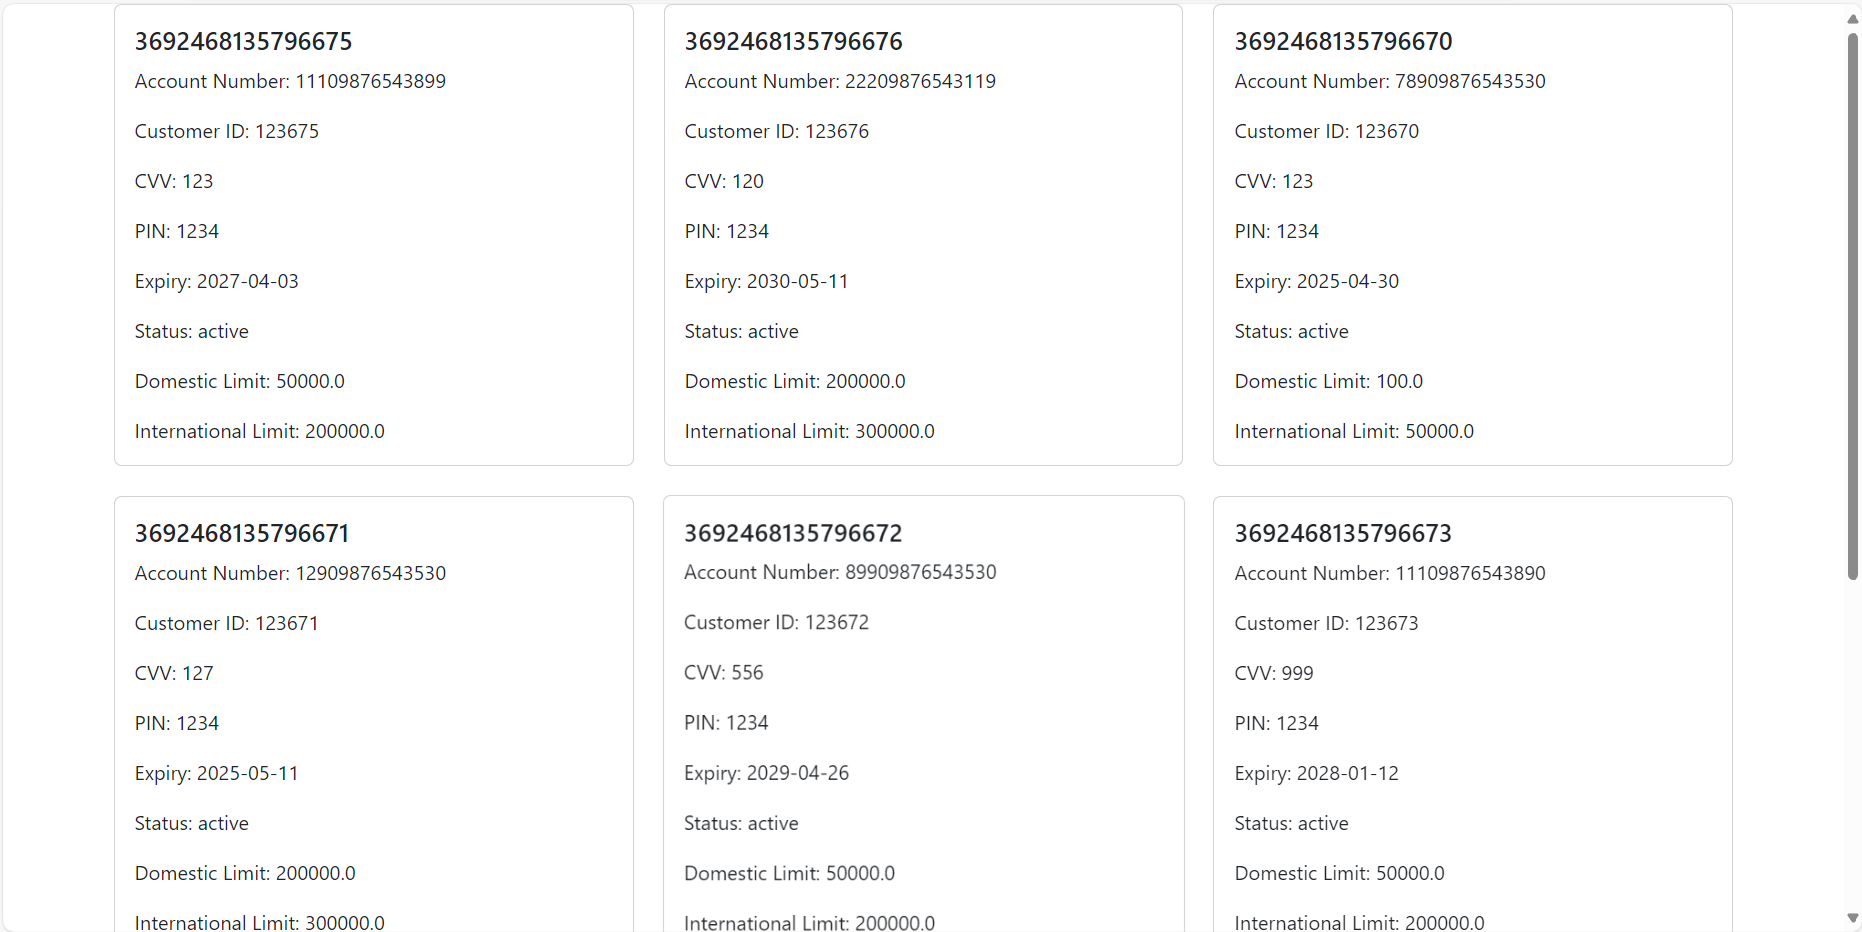 3692468135796675
Account Number: 11109876543899
Customer ID: 123675
CVV: 123
PIN: 1234
Expiry: 2027-04-03
Status: active
Domestic Limit: 50000.0
International Limit: 200000.0
3692468135796676
Account Number: 22209876543119
Customer ID: 123676
CVV: 120
PIN: 1234
Expiry: 2030-05-11
Status: active
Domestic Limit: 200000.0
International Limit: 300000.0
3692468135796670
Account Number: 78909876543530
Customer ID: 123670
CVV: 123
PIN: 1234
Expiry: 2025-04-30
Status: active
Domestic Limit: 100.0
International Limit: 50000.0
3692468135796671
Account Number: 12909876543530
Customer ID: 123671
CVV: 127
PIN: 1234
Expiry: 2025-05-11
Status: active
Domestic Limit: 200000.0
International Limit: 300000.0
3692468135796672
Account Number: 89909876543530
Customer ID: 123672
CVV: 556
PIN: 1234
Expiry: 2029-04-26
Status: active
Domestic Limit: 50000.0
International Limit: 200000.0
3692468135796673
Account Number: 11109876543890
Customer ID: 123673
CVV: 999
PIN: 1234
Expiry: 2028-01-12
Status: active
Domestic Limit: 50000.0
International Limit: 200000.0